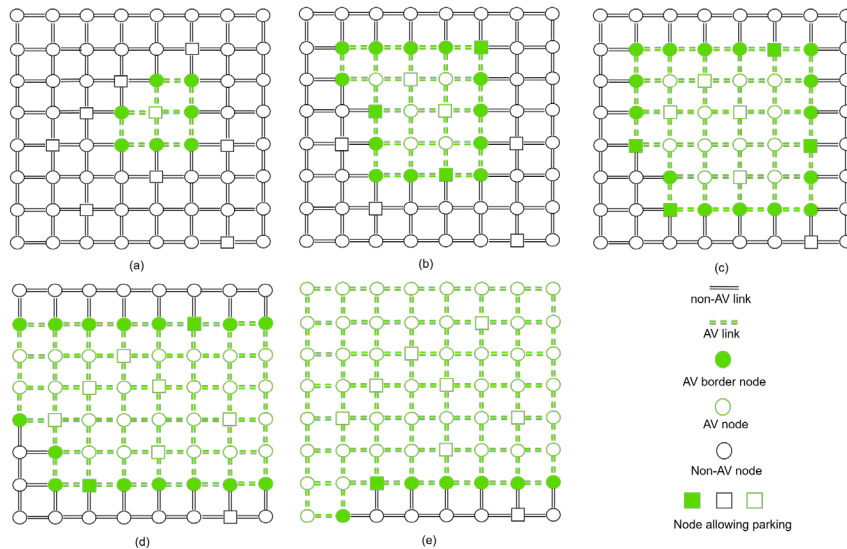 (a)
(b)
(c)
non-AV link
AV link
AV border node
AV node
Non-AV node
Node allowing parking
(d)
(e)